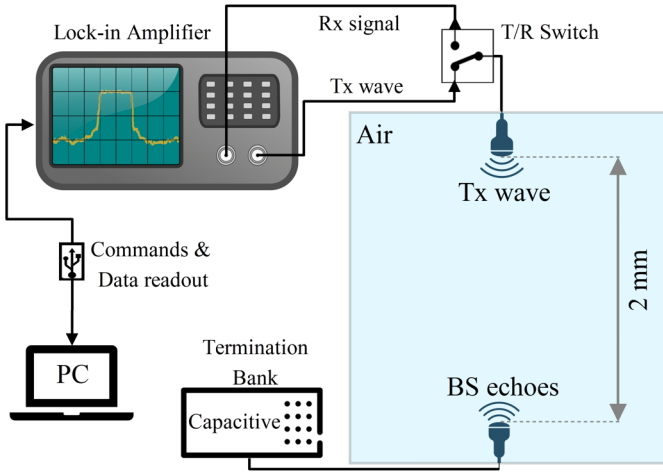 Lock-in Amplifier
Rx signal
T/R Switch
Tx wave
Air
Tx wave
Commands &
Data readout
2 mm
PC
Termination
Bank
Capacitive
BS echoes